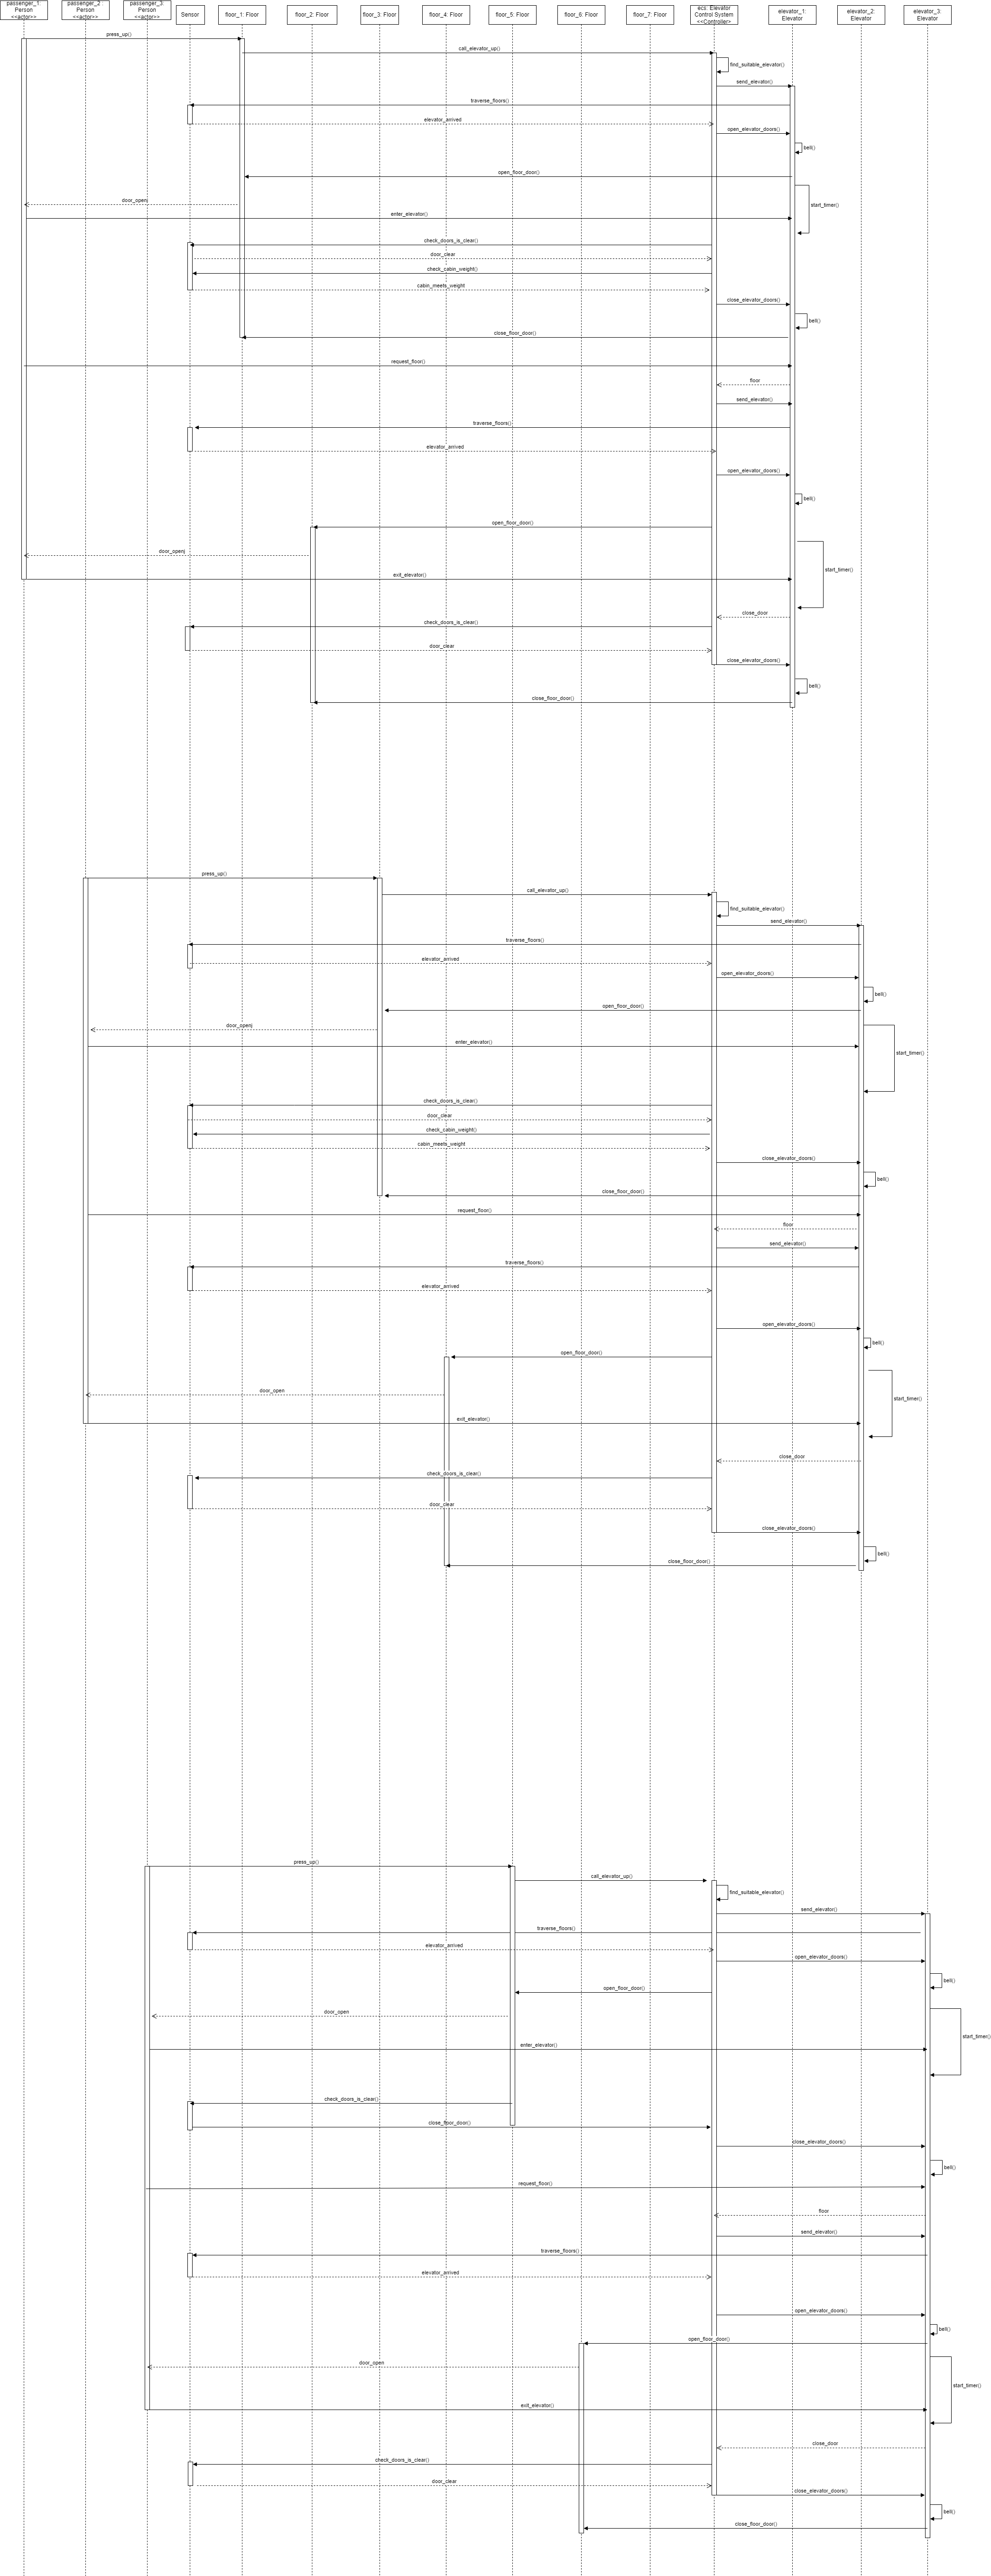 passenger_1:
Person
<<actor>>
passenger_2:
Person
<<actor>>
passenger_3:
Person
<<actor>>
Sensor
floor_1: Floor
floor_2: Floor
floor_3: Floor
floor_4: Floor
floor_5: Floor
floor_6: Floor
floor_7: Floor
ecs: Elevator
Control System
<<Controller>
elevator_1:
Elevator
elevator_2:
Elevator
elevator_3:
Elevator
press_up()
call_elevator_up()
find_suitable_elevator()
send_elevator()
traverse_floors()
elevator_arrived
open_elevator_doors()
bell()
open_floor_door()
door_openj
start_timer()
enter_elevator()
check_doors_is_clear()
door_clear
check_cabin_weight()
cabin_meets_weight
close_elevator_doors()
bell()
close_floor_door()
request_floor()
floor
send_elevator()
traverse_floors()
elevator_arrived
open_elevator_doors()
bell()
open_floor_door()
door_openj
start_timer()
exit_elevator()
close_door
check_doors_is_clear()
door_clear
close_elevator_doors()
bell()
close_floor_door()
press_up()
call_elevator_up()
find_suitable_elevator()
send_elevator()
traverse_floors()
elevator_arrived
open_elevator_doors()
bell()
open_floor_door()
door_openj
enter_elevator()
start_timer()
check_doors_is_clear()
door_clear
check_cabin_weight()
cabin_meets_weight
close_elevator_doors()
bell()
close_floor_door()
request_floor()
floor
send_elevator()
traverse_floors()
elevator_arrived
open_elevator_doors()
bell()
open_floor_door()
door_open
start_timer()
exit_elevator()
close_door
check_doors_is_clear()
door_clear
close_elevator_doors()
bell()
close_floor_door()
press_up()
call_elevator_up()
find_suitable_elevator()
send_elevator()
traverse_floors()
elevator_arrived
open_elevator_doors()
bell()
open_floor_door()
door_open
start_timer()
enter_elevator()
check_doors_is_clear()
close_floor_door()
close_elevator_doors()
bell()
request_floor()
floor
send_elevator()
traverse_floors()
elevator_arrived
open_elevator_doors()
bell()
open_floor_door()
door_open
start_timer()
exit_elevator()
close_door
check_doors_is_clear()
door_clear
close_elevator_doors()
bell()
close_floor_door()